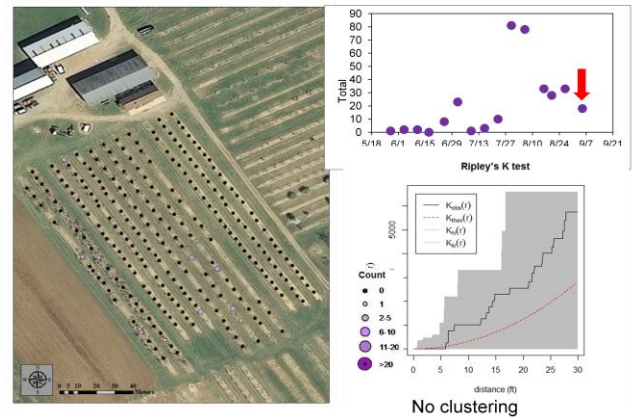 90
80
70
60
50
40
30
20
10
0
Total
5/18 6/1 6/15 6/29 7/13 7/27 8/10 8/24 9/7 9/21
Ripley's K test
Kobs(r)
Ktheo(r)
Khi(r)
Klo(r)
5000
(r)
Count
0
1
2-5
6-10
11-20
>20
0 5 10 15 20 25 30
distance (ft)
No clustering
N
W E
S
0 5 10 20 30 40
Meters